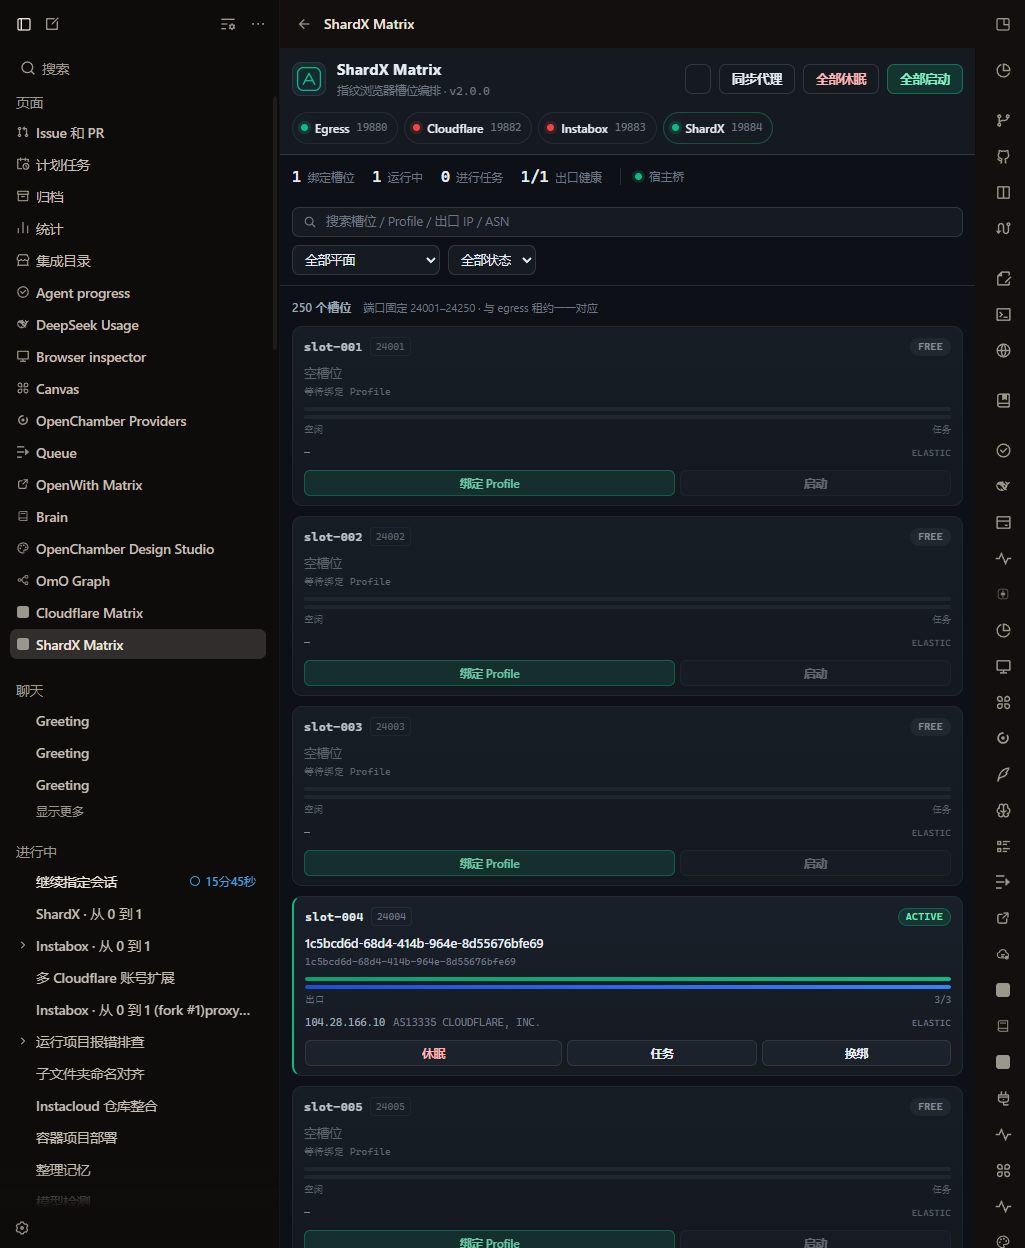 搜索
页面
Issue 和 PR
计划任务
归档
统计
集成目录
Agent progress
DeepSeek Usage
Browser inspector
Canvas
OpenChamber Providers
Queue
OpenWith Matrix
Brain
OpenChamber Design Studio
OmO Graph
Cloudflare Matrix
ShardX Matrix
聊天
Greeting
Greeting
Greeting
显示更多
进行中
继续指定会话 15分45秒
ShardX · 从 0 到 1
Instabox · 从 0 到 1
多 Cloudflare 账号扩展
Instabox · 从 0 到 1 (fork #1)proxy...
运行项目报错排查
子文件夹命名对齐
Instacloud 仓库整合
容器项目部署
整理记忆
模型检测
ShardX Matrix
ShardX Matrix
指纹浏览器槽位编排 · v2.0.0
同步代理 全部休眠 全部启动
Egress 19880 Cloudflare 19882 Instabox 19883 ShardX 19884
1 绑定槽位 1 运行中 0 进行任务 1/1 出口健康 宿主桥
搜索槽位 / Profile / 出口 IP / ASN
全部平面 全部状态
250 个槽位 端口固定 24001–24250 · 与 egress 租约一一对应
slot-001 24001 FREE
空槽位
等待绑定 Profile
空闲 任务
— ELASTIC
绑定 Profile 启动
slot-002 24002 FREE
空槽位
等待绑定 Profile
空闲 任务
— ELASTIC
绑定 Profile 启动
slot-003 24003 FREE
空槽位
等待绑定 Profile
空闲 任务
— ELASTIC
绑定 Profile 启动
slot-004 24004 ACTIVE
1c5bcd6d-68d4-414b-964e-8d55676bfe69
1c5bcd6d-68d4-414b-964e-8d55676bfe69
出口 3/3
104.28.166.10 AS13335 CLOUDFLARE, INC. ELASTIC
休眠 任务 换绑
slot-005 24005 FREE
空槽位
等待绑定 Profile
空闲 任务
— ELASTIC
绑定 Profile 启动